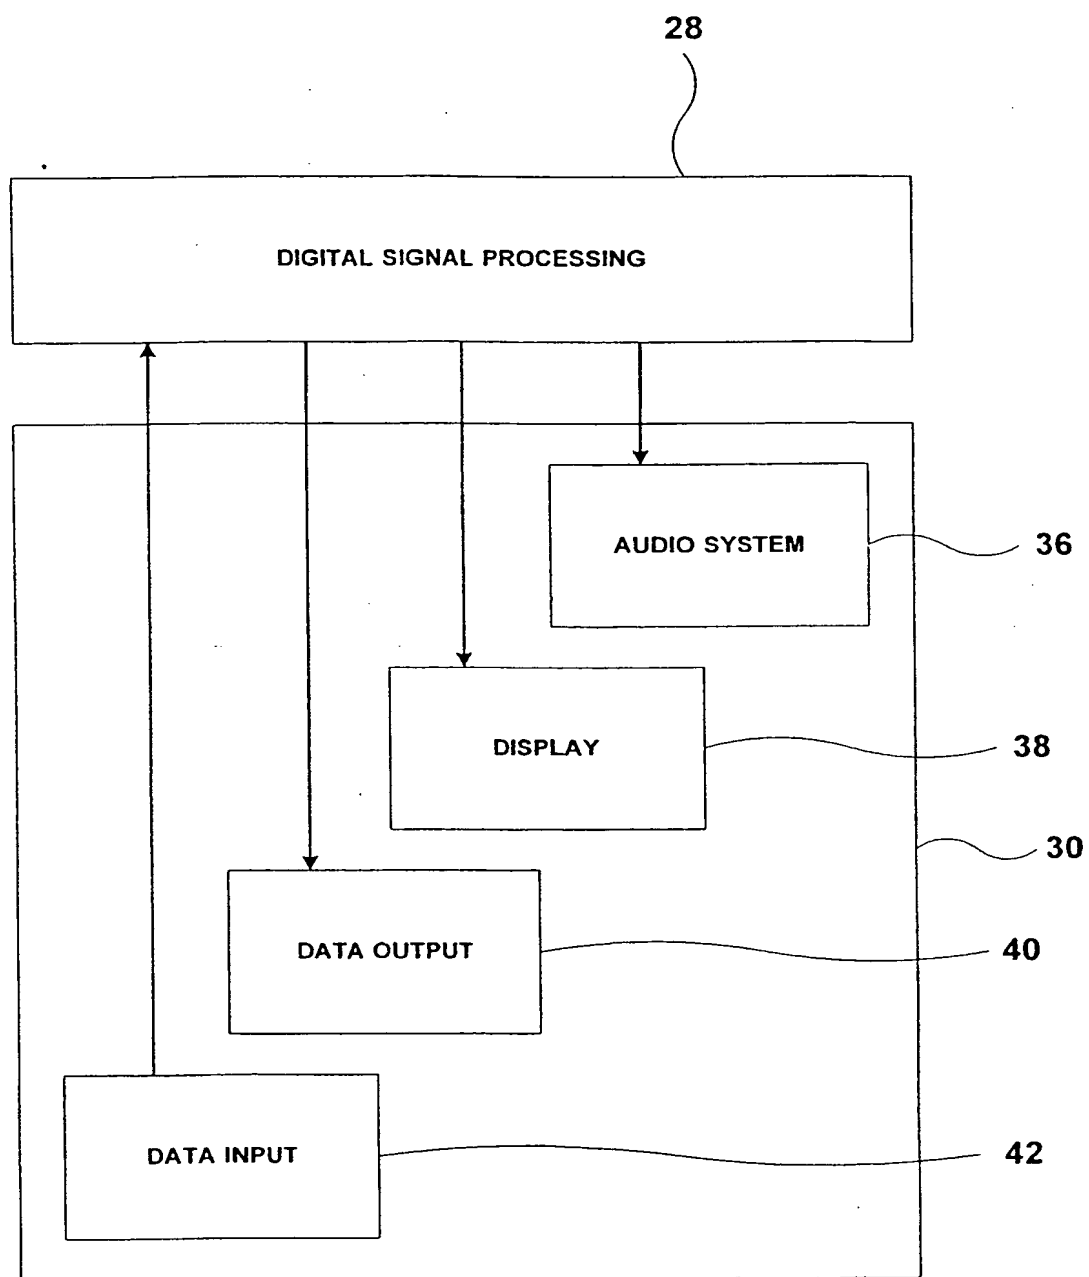 28
DIGITAL SIGNAL PROCESSING
AUDIO SYSTEM
36
DISPLAY
38
30
DATA OUTPUT
40
DATA INPUT
42